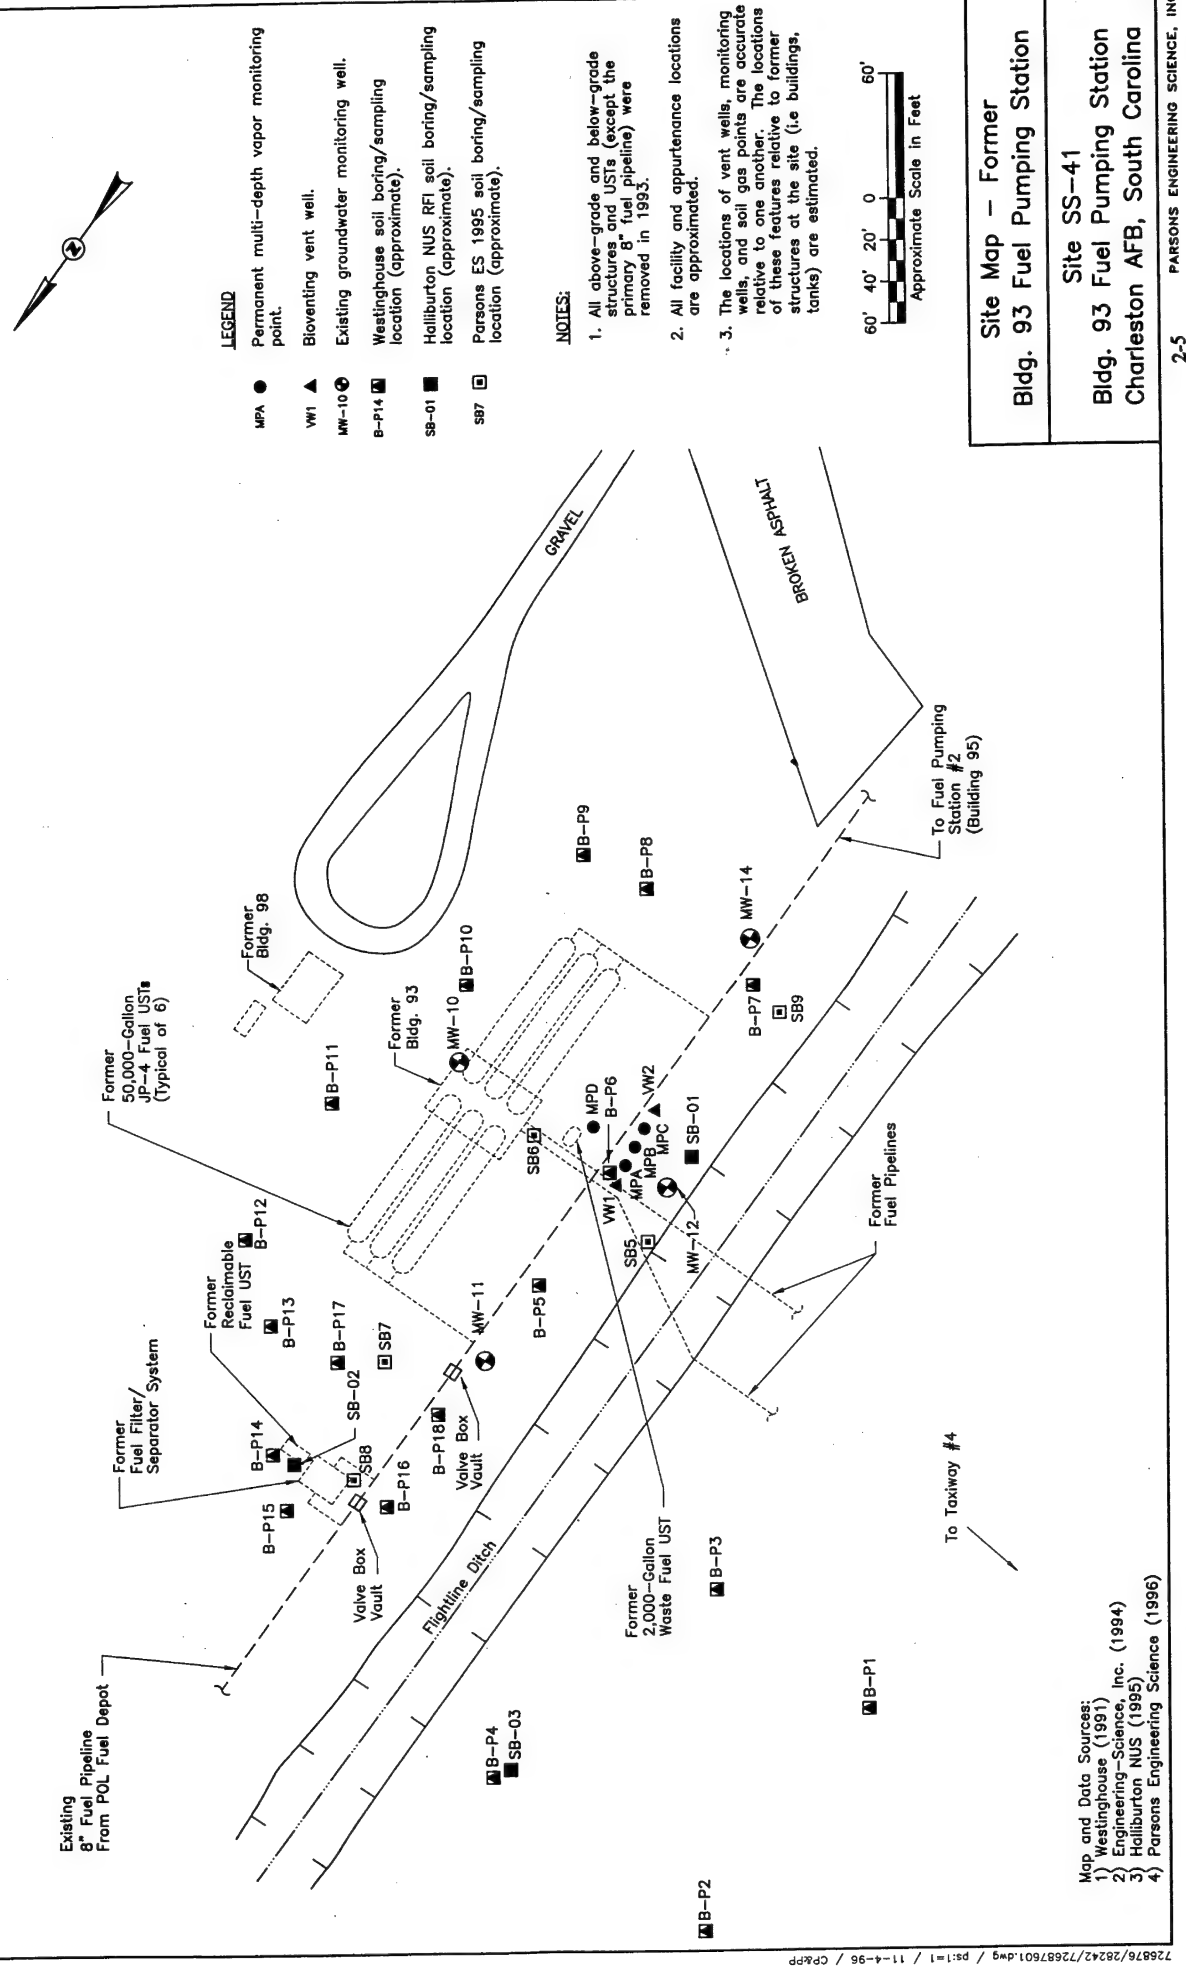 Existing
8" Fuel Pipeline
From POL Fuel Depot
Former
Fuel Filter/
Separator System
Former
Reclaimable
Fuel UST
Former
50,000-Gallon
JP-4 Fuel USTs
(Typical of 6)
Former
Bldg. 98
Former
Bldg. 93
B-P15
B-P14
SB-02
B-P13
B-P12
B-P17
SB7
SB8
B-P16
B-P18
Valve Box
Vault
Valve Box
Vault
MW-11
B-P5
B-P11
MW-10
B-P10
B-P9
B-P8
SB6
MPD
B-P6
VW2
VW1
MPA
MPB
MPC
SB-01
SB5
MW-12
B-P7
SB9
MW-14
GRAVEL
BROKEN ASPHALT
To Fuel Pumping
Station #2
(Building 95)
Former
Fuel Pipelines
Former
2,000-Gallon
Waste Fuel UST
Flightline Ditch
B-P4
SB-03
B-P3
B-P1
B-P2
To Taxiway #4
Map and Data Sources:
1) Westinghouse (1991)
2) Engineering-Science, Inc. (1994)
3) Halliburton NUS (1995)
4) Parsons Engineering Science (1996)
N
LEGEND
MPA Permanent multi-depth vapor monitoring
point.
VW1 Bioventing vent well.
MW-10 Existing groundwater monitoring well.
B-P14 Westinghouse soil boring/sampling
location (approximate).
SB-01 Halliburton NUS RFI soil boring/sampling
location (approximate).
SB7 Parsons ES 1995 soil boring/sampling
location (approximate).
NOTES:
1. All above-grade and below-grade
structures and USTs (except the
primary 8" fuel pipeline) were
removed in 1993.
2. All facility and appurtenance locations
are approximated.
3. The locations of vent wells, monitoring
wells, and soil gas points are accurate
relative to one another. The locations
of these features relative to former
structures at the site (i.e buildings,
tanks) are estimated.
60' 40' 20' 0 60'
Approximate Scale in Feet
Site Map - Former
Bldg. 93 Fuel Pumping Station
Site SS-41
Bldg. 93 Fuel Pumping Station
Charleston AFB, South Carolina
PARSONS ENGINEERING SCIENCE, INC
2-5
726876/28242/72687601.dwg / ps:1=1 / 11-4-96 / CP&PP